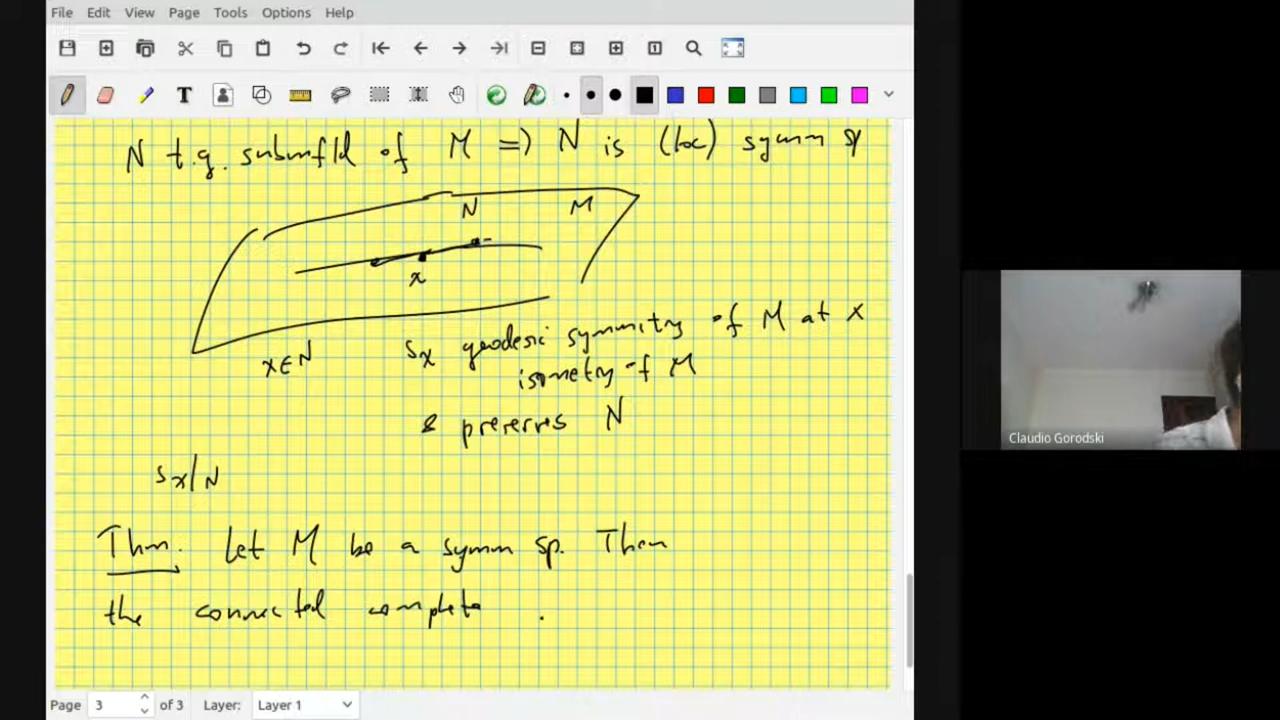 File Edit View Page Tools Options Help
N t.g. submfld of M => N is (loc) symm sp
N M
x
x∈N
s_x geodesic symmetry of M at x
isometry of M
& preserves N
s_x|N
Thm. Let M be a symm sp. Then
the connected complete
Page 3 of 3 Layer: Layer 1
Claudio Gorodski